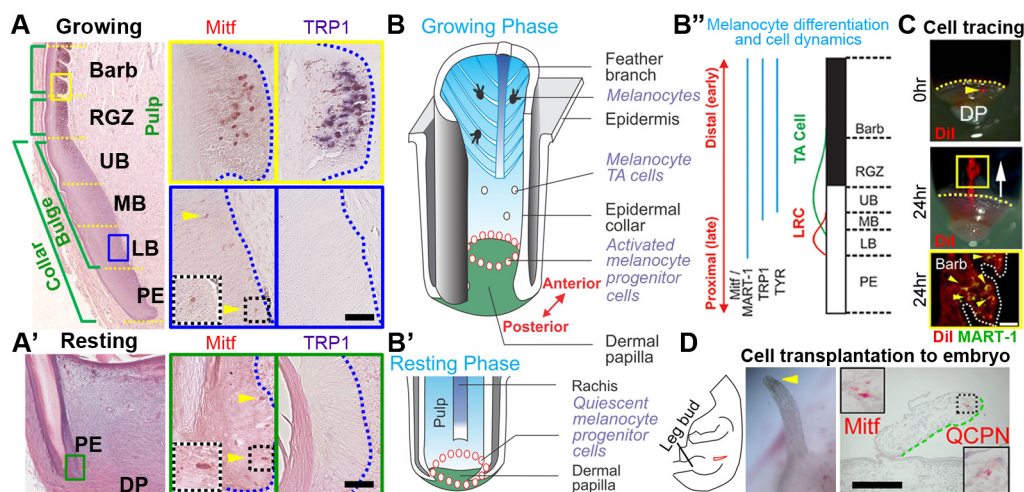 A
Growing
Mitf
TRP1
Barb
RGZ
Pulp
UB
MB
Bulge
LB
Collar
PE
A'
Resting
Mitf
TRP1
PE
DP
B
Growing Phase
Feather
branch
Melanocytes
Epidermis
Melanocyte
TA cells
Epidermal
collar
Activated
melanocyte
progenitor
cells
Anterior
Posterior
Dermal
papilla
B'
Resting Phase
Pulp
Rachis
Quiescent
melanocyte
progenitor
cells
Dermal
papilla
B"
Melanocyte differentiation
and cell dynamics
Distal (early)
Proximal (late)
Mitf /
MART-1
TRP1
TYR
TA Cell
LRC
Barb
RGZ
UB
MB
LB
PE
C
Cell tracing
0hr
DP
DiI
24hr
DiI
24hr
Barb
DiI MART-1
D
Cell transplantation to embryo
Leg bud
Mitf
QCPN